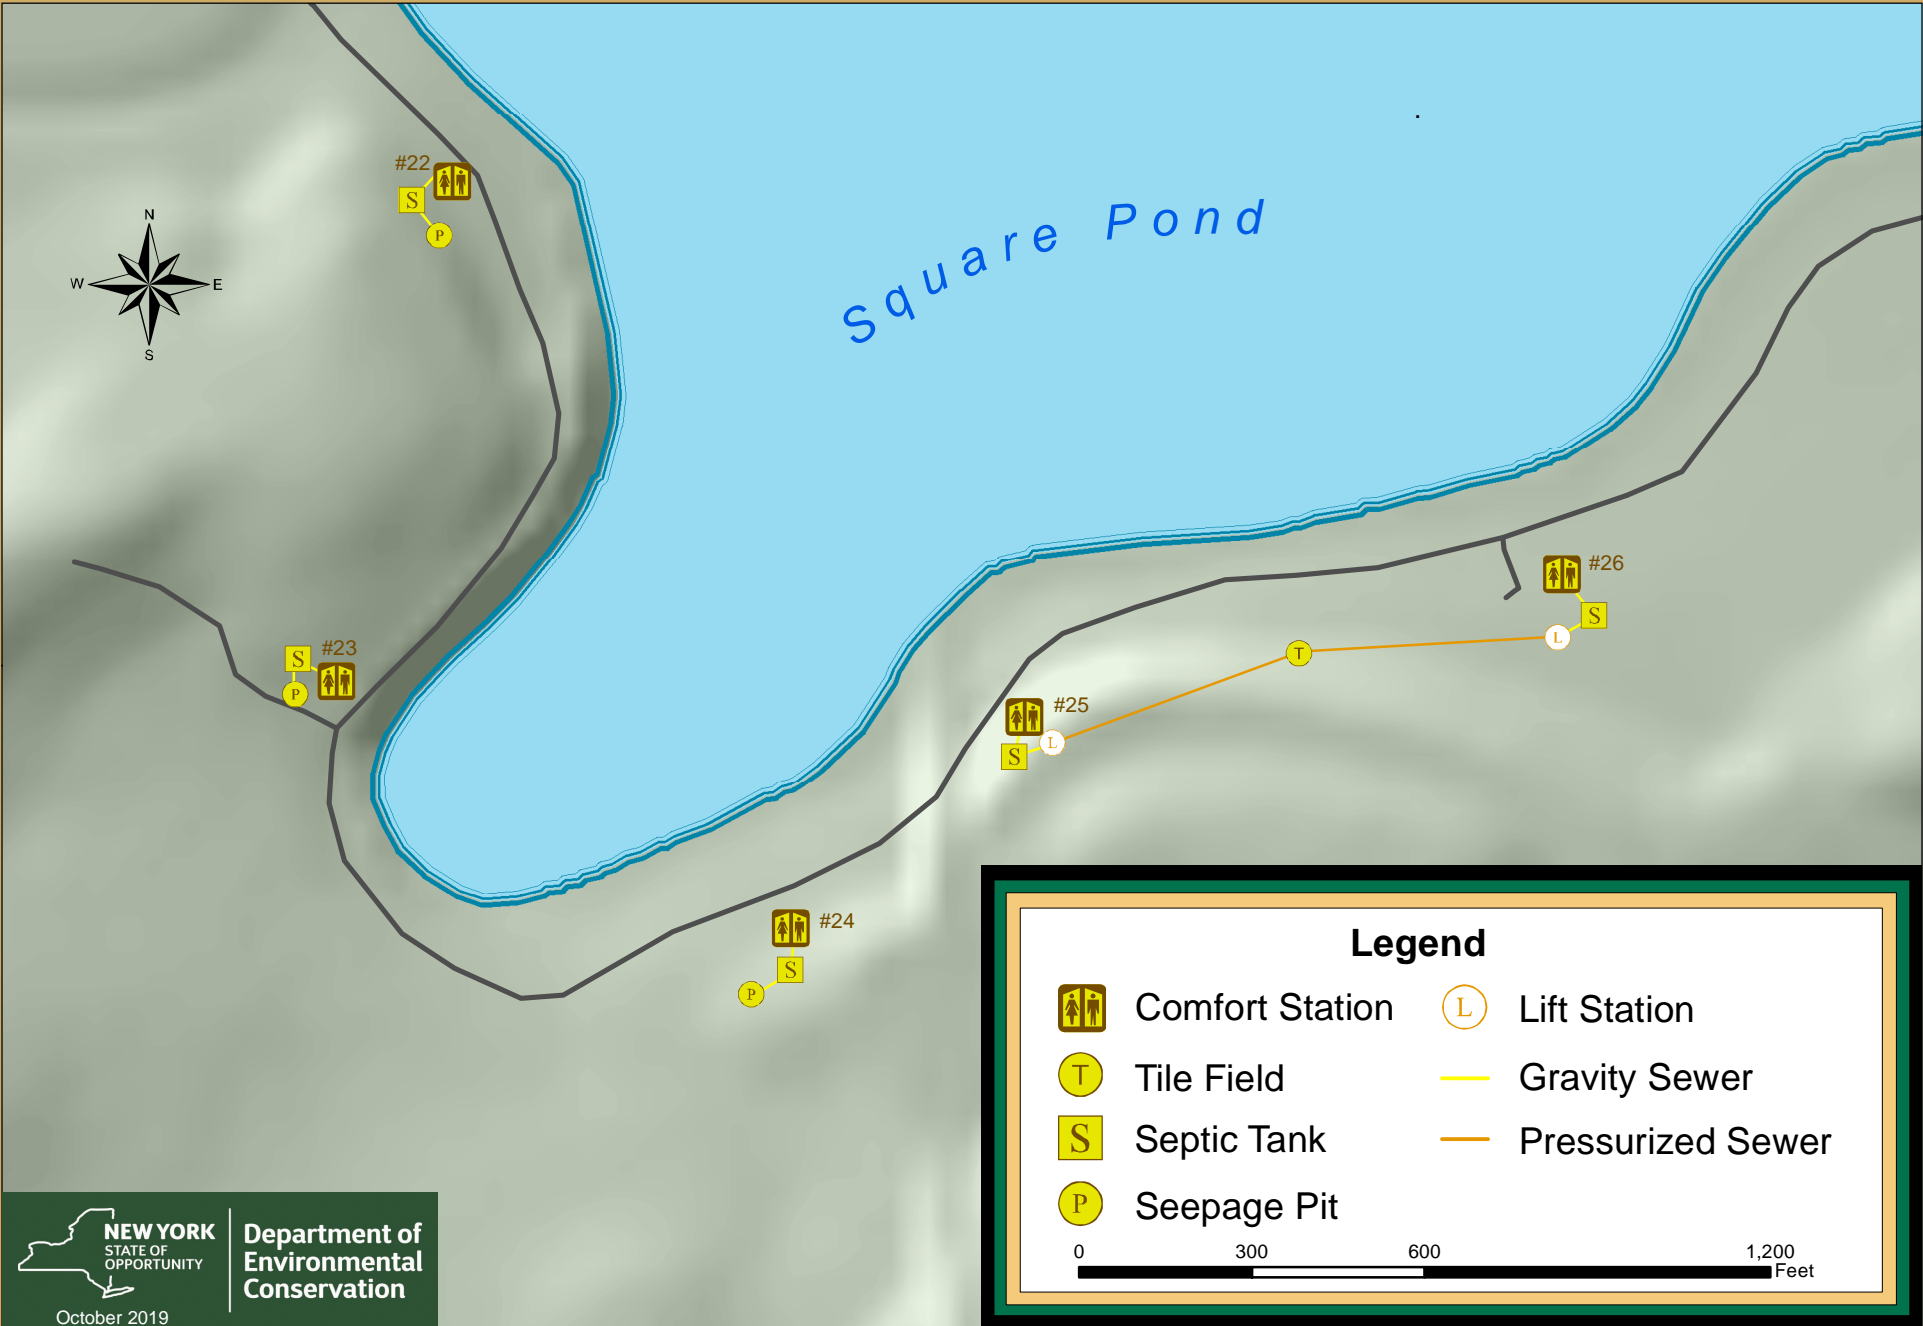 #22
S
P
N
W
E
S
Square Pond
#26
S
L
T
#23
S
P
#25
L
S
#24
S
P
Legend
Comfort Station
L Lift Station
T Tile Field
Gravity Sewer
S Septic Tank
Pressurized Sewer
P Seepage Pit
0 300 600 1,200
Feet
NEW YORK
STATE OF
OPPORTUNITY
Department of
Environmental
Conservation
October 2019